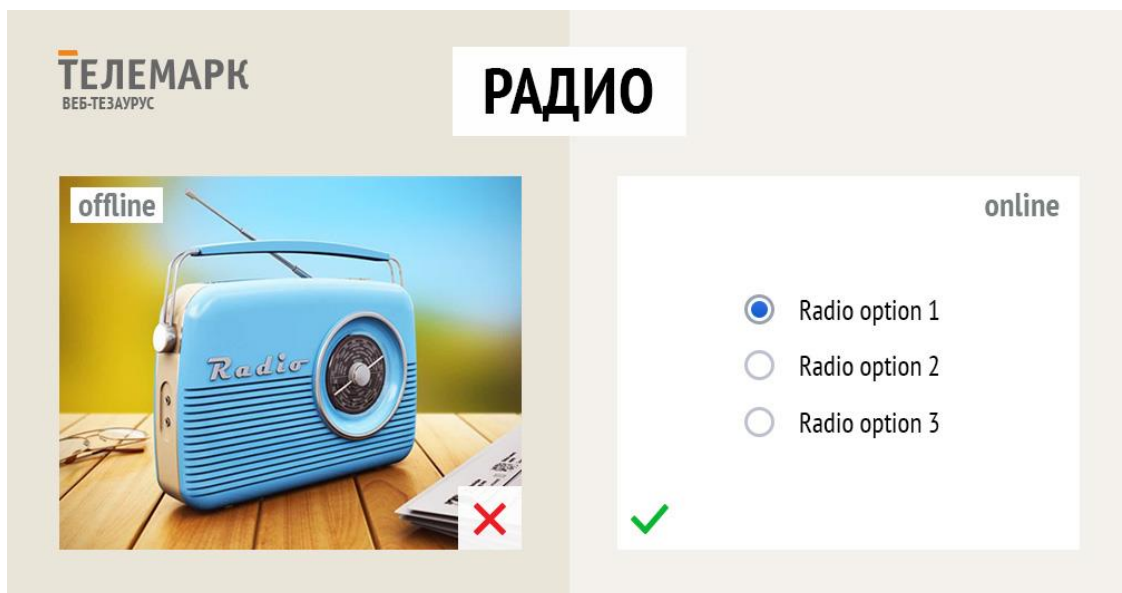 ТЕЛЕМАРК
ВЕБ-ТЕЗАУРУС
РАДИО
offline
Radio
online
Radio option 1
Radio option 2
Radio option 3